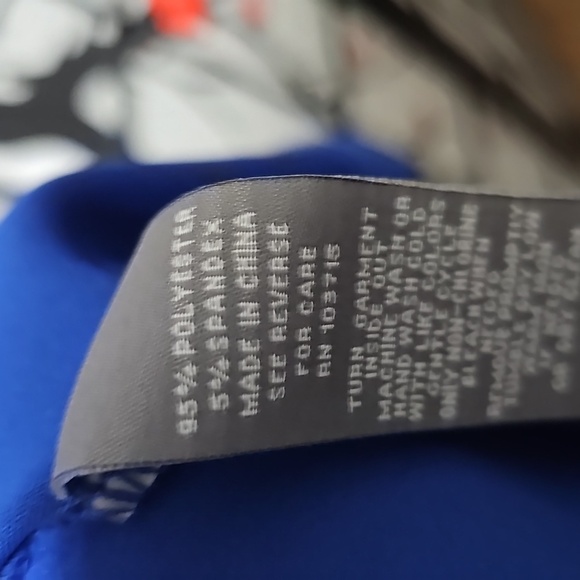 95% POLYESTER
5% SPANDEX
MADE IN CHINA
SEE REVERSE
FOR CARE
RN 103715
TURN GARMENT
INSIDE OUT
MACHINE WASH OR
HAND WASH COLD
WITH LIKE COLORS
GENTLE CYCLE
ONLY NON-CHLORINE
BLEACH WHEN
NEEDED